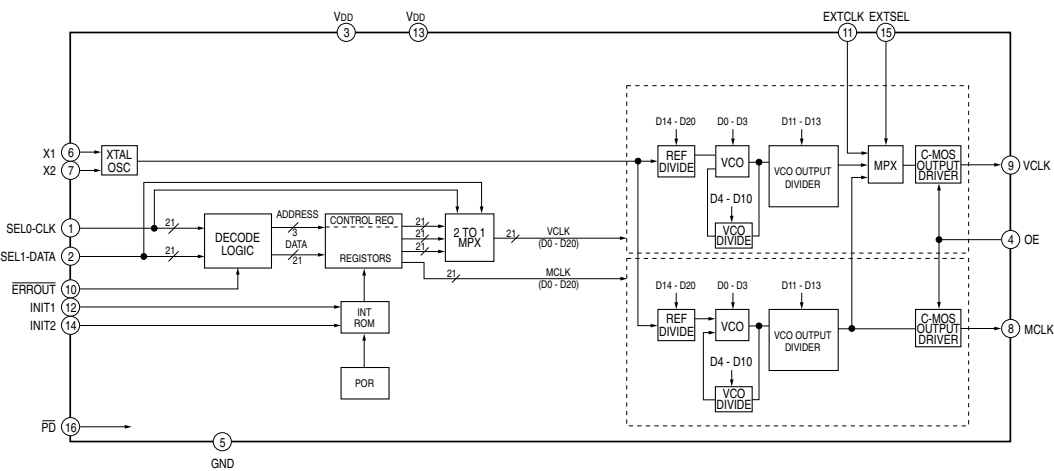 VDD
VDD
EXTCLK EXTSEL
3
13
11
15
D14 - D20
D0 - D3
D11 - D13
X1 6
X2 7
XTAL
OSC
REF
DIVIDE
VCO
VCO OUTPUT
DIVIDER
MPX
C-MOS
OUTPUT
DRIVER
9 VCLK
D4 - D10
VCO
DIVIDE
SEL0-CLK 1
21
SEL1-DATA 2
21
DECODE
LOGIC
ADDRESS
3
DATA
21
CONTROL REQ
REGISTORS
21
21
21
2 TO 1
MPX
21
VCLK
(D0 - D20)
4 OE
21
MCLK
(D0 - D20)
ERROUT 10
INIT1 12
INIT2 14
INT
ROM
POR
D14 - D20
D0 - D3
D11 - D13
REF
DIVIDE
VCO
VCO OUTPUT
DIVIDER
C-MOS
OUTPUT
DRIVER
8 MCLK
D4 - D10
VCO
DIVIDE
PD 16
5
GND